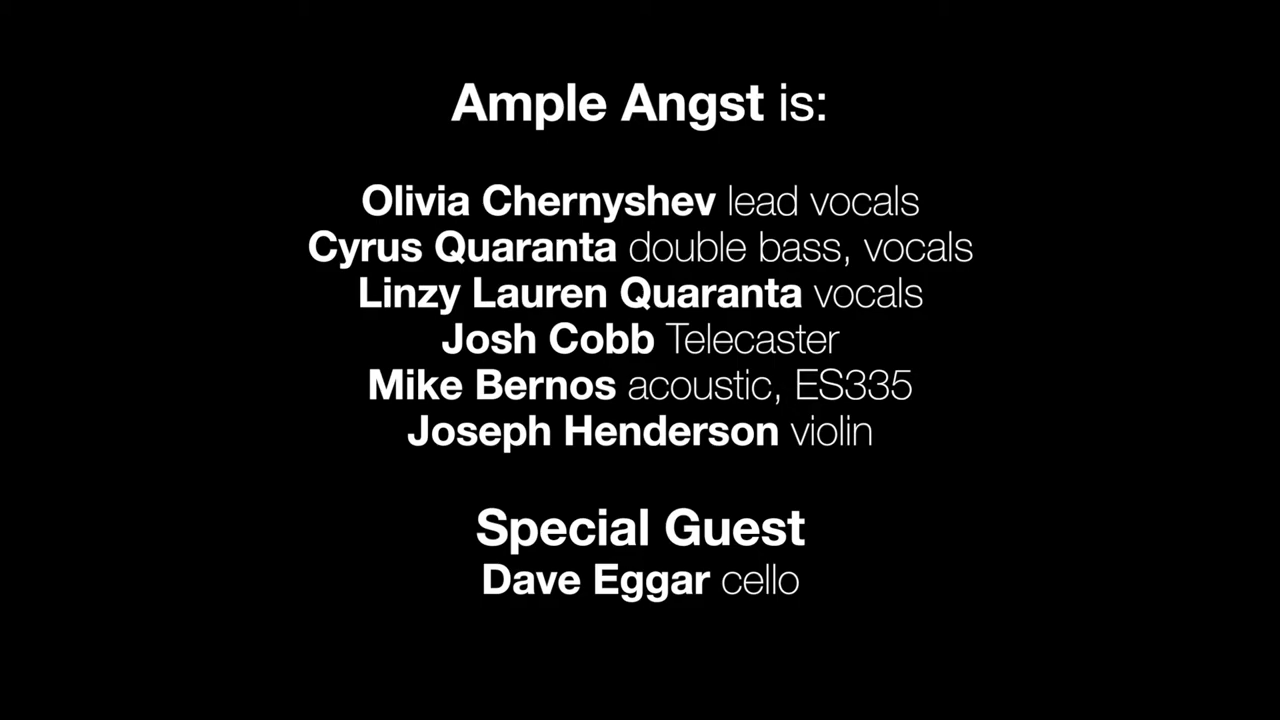 Ample Angst is:
Olivia Chernyshev lead vocals
Cyrus Quaranta double bass, vocals
Linzy Lauren Quaranta vocals
Josh Cobb Telecaster
Mike Bernos acoustic, ES335
Joseph Henderson violin
Special Guest
Dave Eggar cello